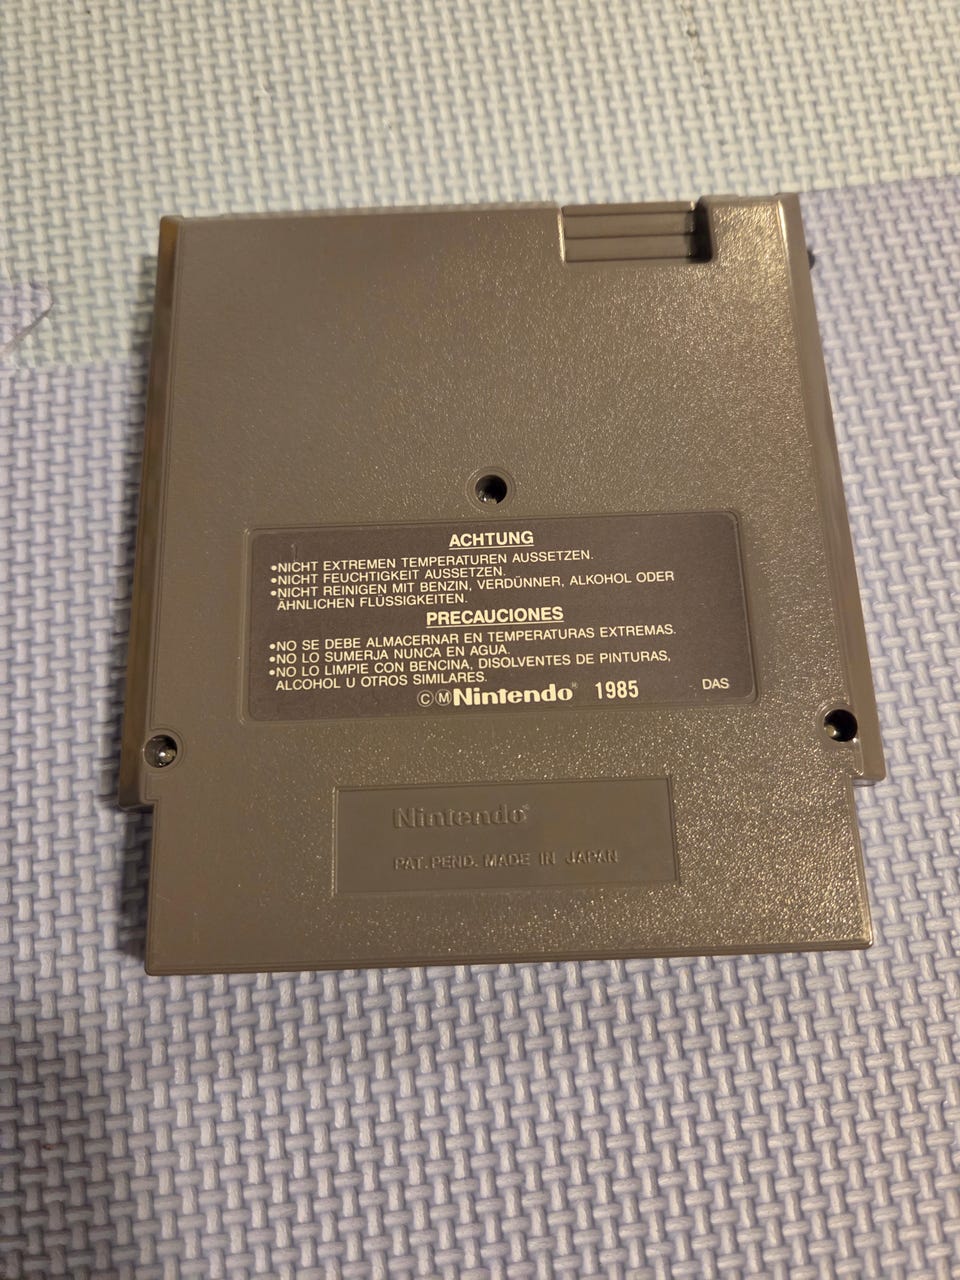 ACHTUNG
•NICHT EXTREMEN TEMPERATUREN AUSSETZEN.
•NICHT FEUCHTIGKEIT AUSSETZEN.
•NICHT REINIGEN MIT BENZIN, VERDÜNNER, ALKOHOL ODER
ÄHNLICHEN FLÜSSIGKEITEN.
PRECAUCIONES
•NO SE DEBE ALMACERNAR EN TEMPERATURAS EXTREMAS.
•NO LO SUMERJA NUNCA EN AGUA.
•NO LO LIMPIE CON BENCINA, DISOLVENTES DE PINTURAS,
ALCOHOL U OTROS SIMILARES.
ⒸⓂNintendo® 1985 DAS
Nintendo®
PAT. PEND. MADE IN JAPAN